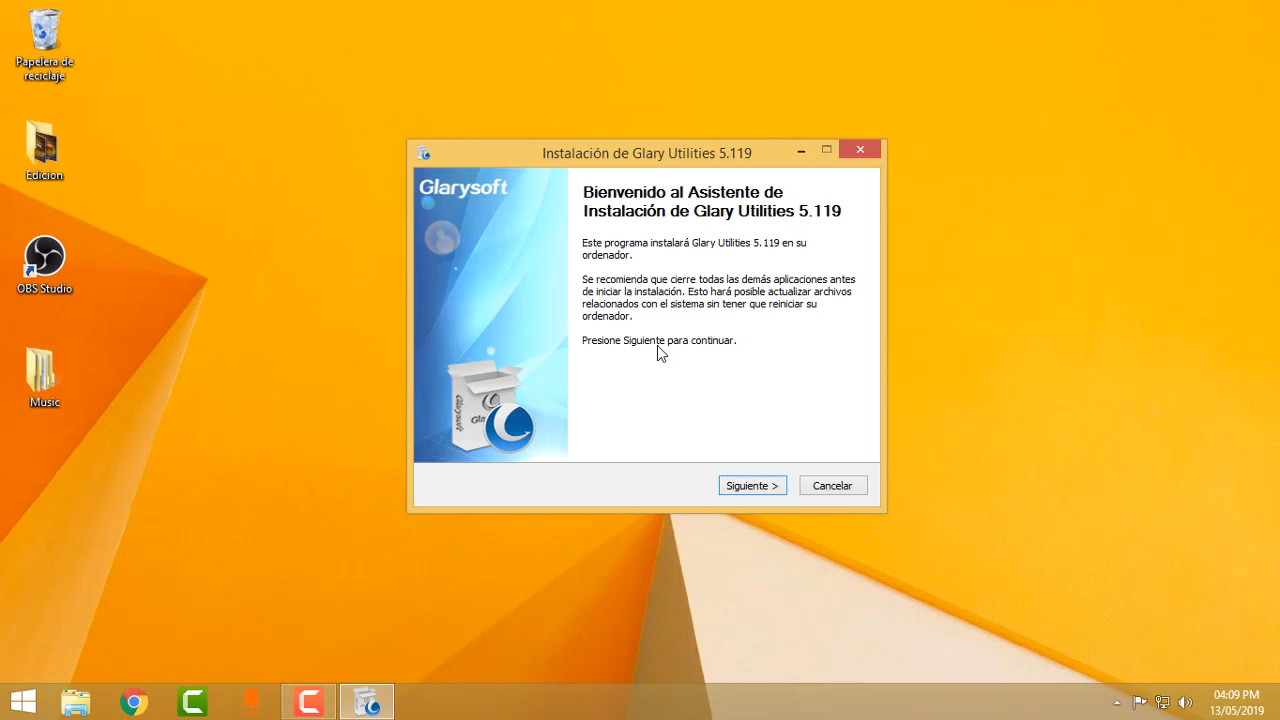 Papelera de
reciclaje
Edicion
OBS Studio
Music
Instalación de Glary Utilities 5.119
Glarysoft
Bienvenido al Asistente de
Instalación de Glary Utilities 5.119
Este programa instalará Glary Utilities 5.119 en su
ordenador.
Se recomienda que cierre todas las demás aplicaciones antes
de iniciar la instalación. Esto hará posible actualizar archivos
relacionados con el sistema sin tener que reiniciar su
ordenador.
Presione Siguiente para continuar.
Glarysoft
Siguiente >
Cancelar
04:09 PM
13/05/2019